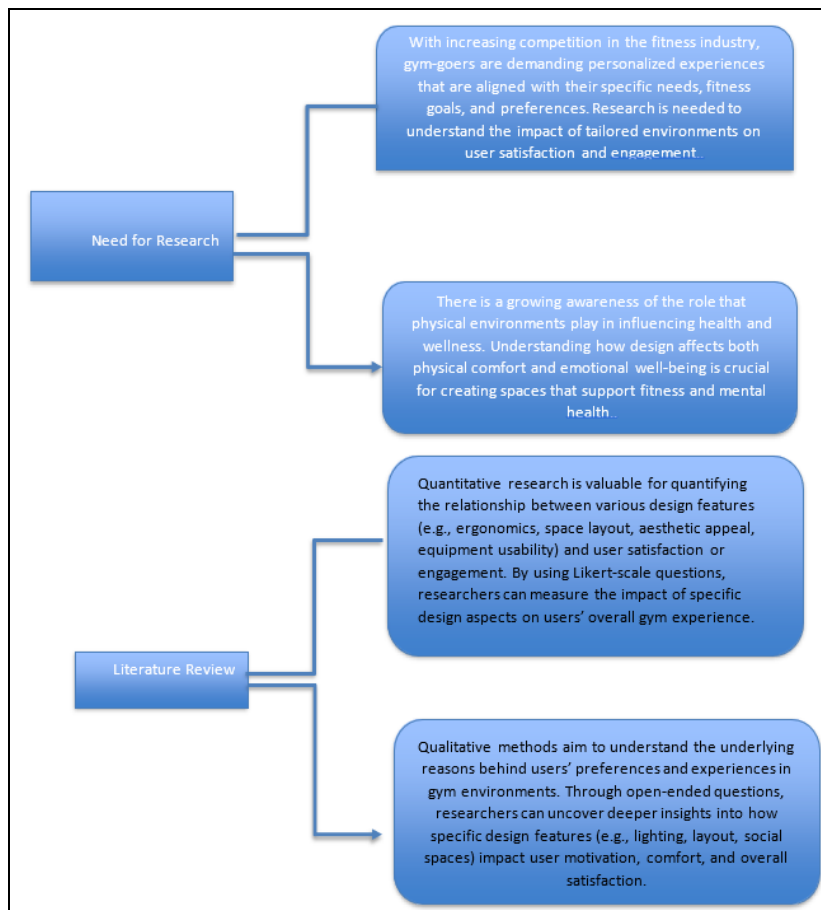 With increasing competition in the fitness industry,
gym-goers are demanding personalized experiences
that are aligned with their specific needs, fitness
goals, and preferences. Research is needed to
understand the impact of tailored environments on
user satisfaction and engagement..
Need for Research
There is a growing awareness of the role that
physical environments play in influencing health and
wellness. Understanding how design affects both
physical comfort and emotional well-being is crucial
for creating spaces that support fitness and mental
health..
Quantitative research is valuable for quantifying
the relationship between various design features
(e.g., ergonomics, space layout, aesthetic appeal,
equipment usability) and user satisfaction or
engagement. By using Likert-scale questions,
researchers can measure the impact of specific
design aspects on users' overall gym experience.
Literature Review
Qualitative methods aim to understand the underlying
reasons behind users' preferences and experiences in
gym environments. Through open-ended questions,
researchers can uncover deeper insights into how
specific design features (e.g., lighting, layout, social
spaces) impact user motivation, comfort, and overall
satisfaction.